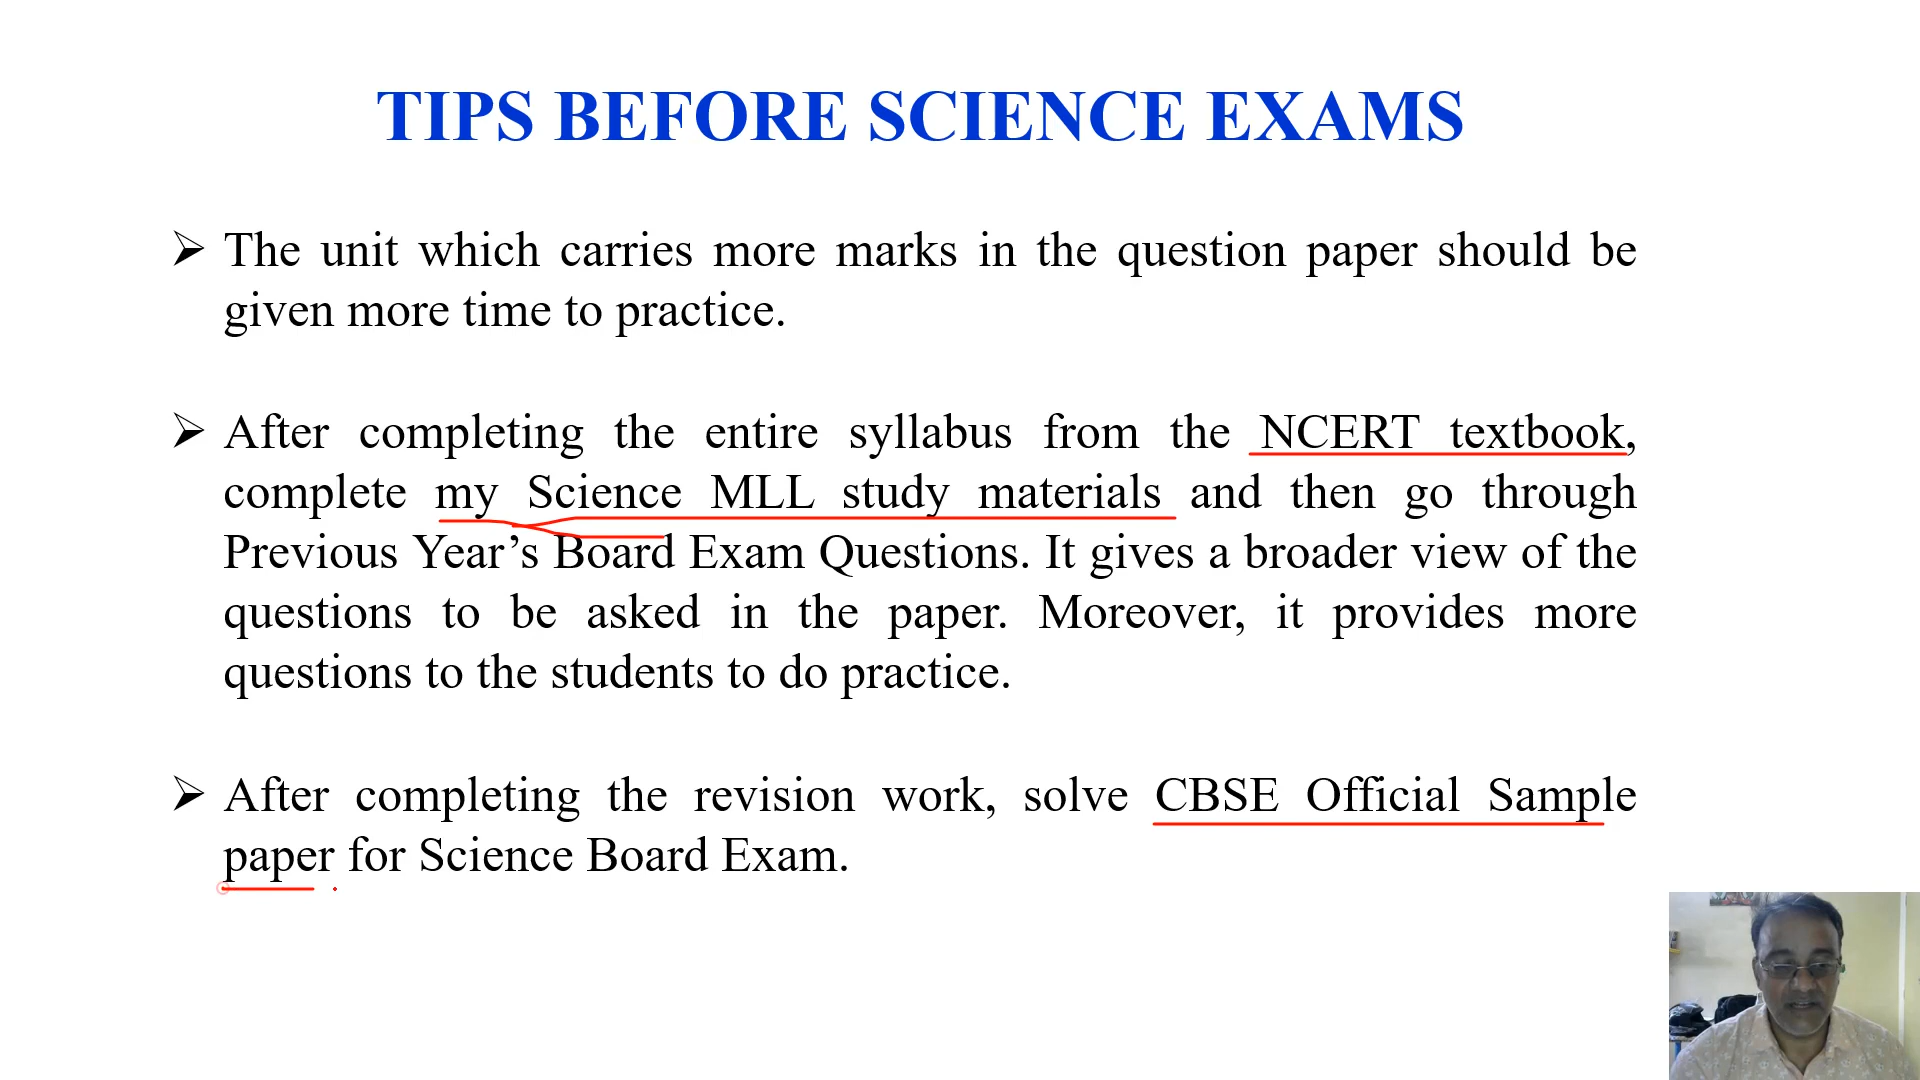 TIPS BEFORE SCIENCE EXAMS
➢ The unit which carries more marks in the question paper should be
given more time to practice.
➢ After completing the entire syllabus from the NCERT textbook,
complete my Science MLL study materials and then go through
Previous Year’s Board Exam Questions. It gives a broader view of the
questions to be asked in the paper. Moreover, it provides more
questions to the students to do practice.
➢ After completing the revision work, solve CBSE Official Sample
paper for Science Board Exam.